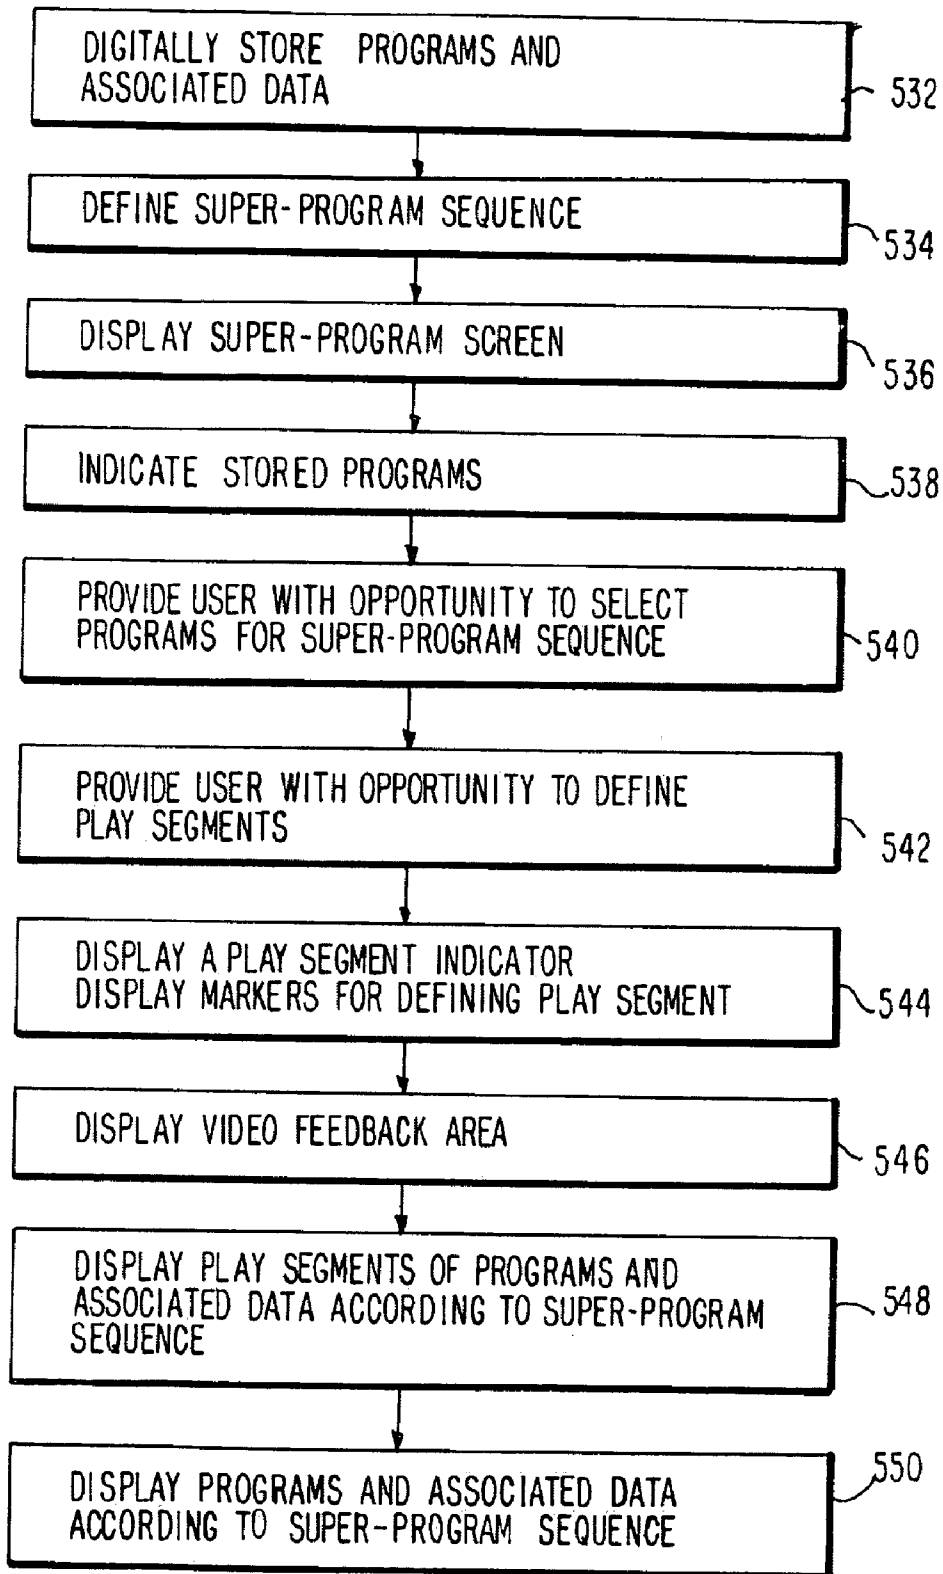 DIGITALLY STORE PROGRAMS AND
ASSOCIATED DATA
532
DEFINE SUPER-PROGRAM SEQUENCE
534
DISPLAY SUPER-PROGRAM SCREEN
536
INDICATE STORED PROGRAMS
538
PROVIDE USER WITH OPPORTUNITY TO SELECT
PROGRAMS FOR SUPER-PROGRAM SEQUENCE
540
PROVIDE USER WITH OPPORTUNITY TO DEFINE
PLAY SEGMENTS
542
DISPLAY A PLAY SEGMENT INDICATOR
DISPLAY MARKERS FOR DEFINING PLAY SEGMENT
544
DISPLAY VIDEO FEEDBACK AREA
546
DISPLAY PLAY SEGMENTS OF PROGRAMS AND
ASSOCIATED DATA ACCORDING TO SUPER-PROGRAM
SEQUENCE
548
550
DISPLAY PROGRAMS AND ASSOCIATED DATA
ACCORDING TO SUPER-PROGRAM SEQUENCE